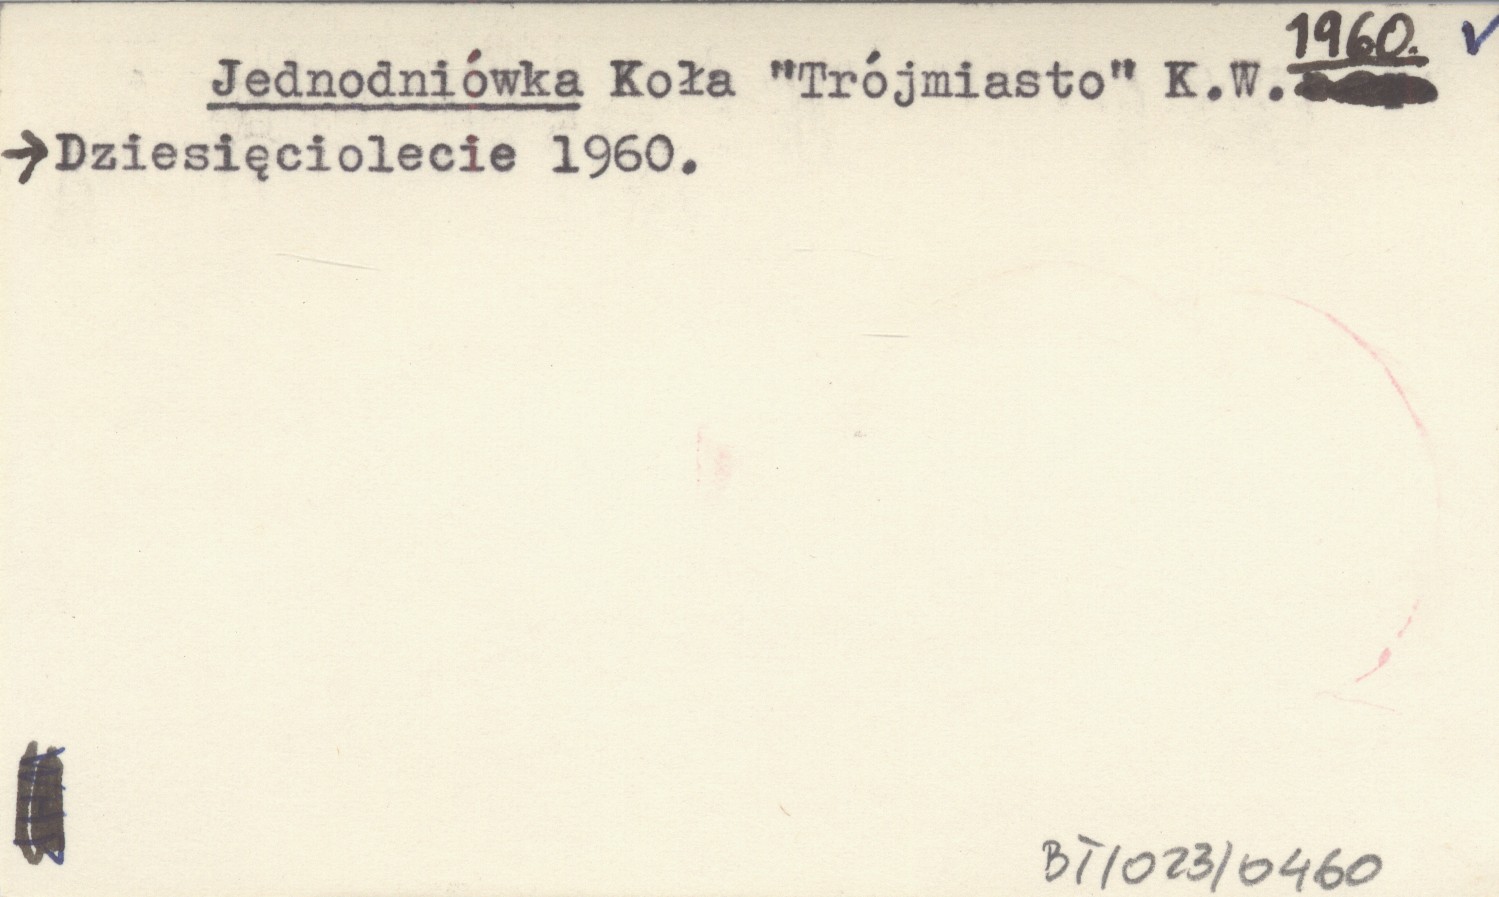 1960.
Jednodniówka Koła "Trójmiasto" K.W.
→Dziesięciolecie 1960.
BT/023/0460